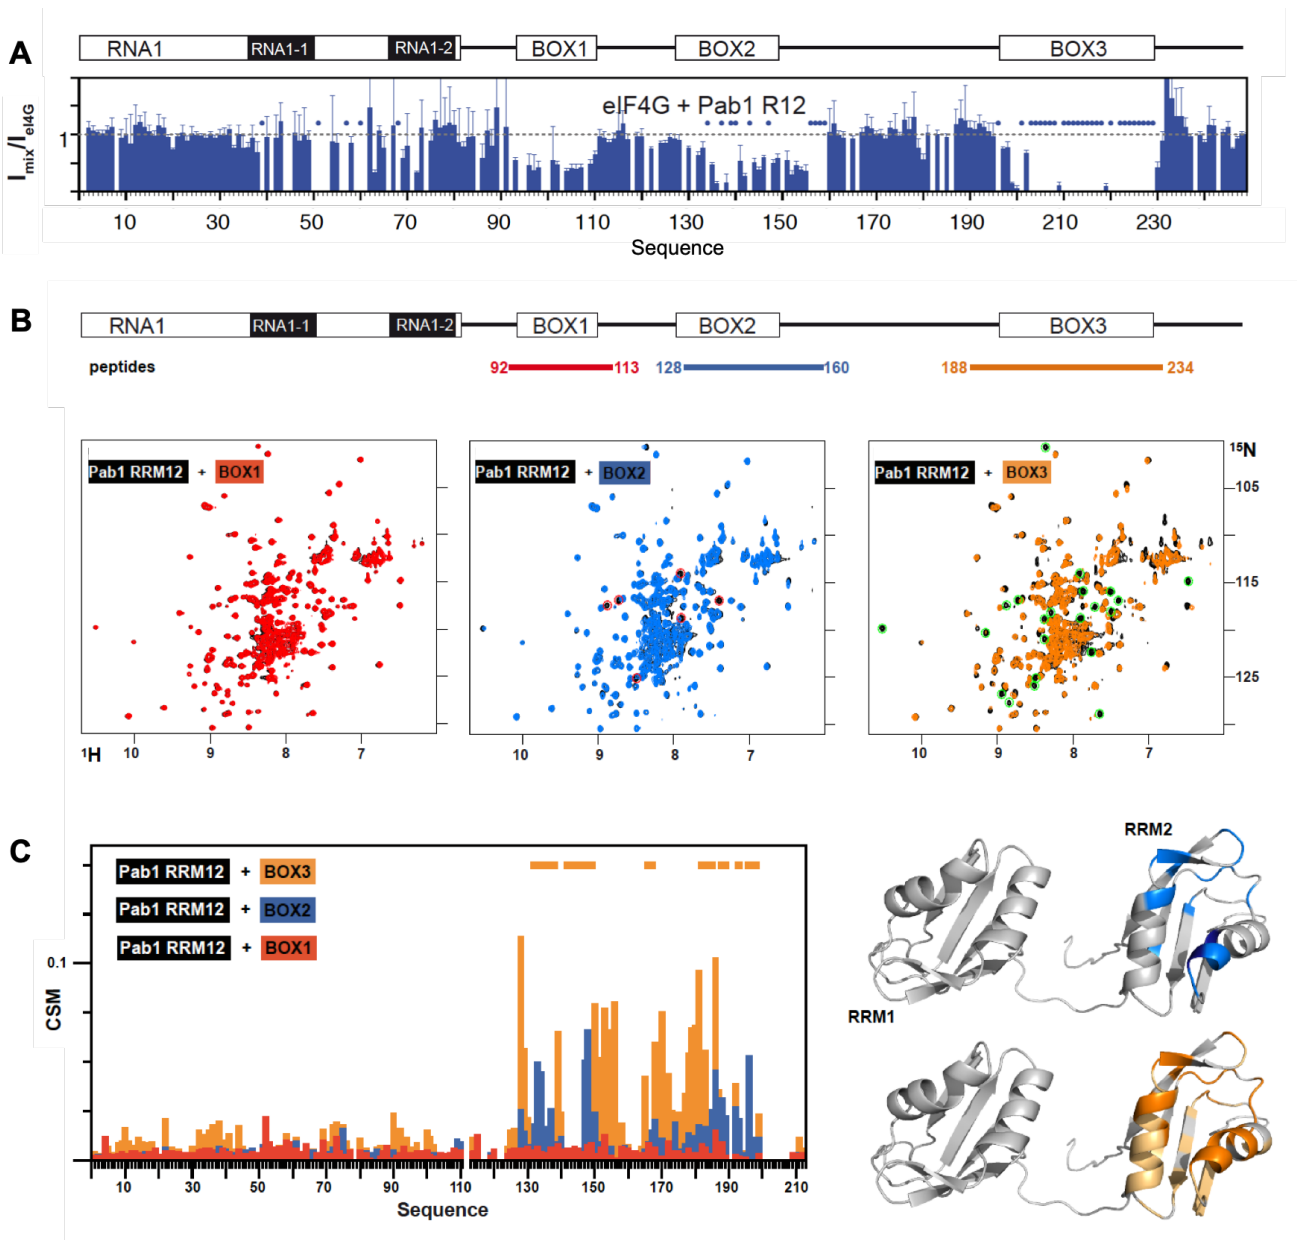 A
RNA1 RNA1-1 RNA1-2 BOX1 BOX2 BOX3
eIF4G + Pab1 R12
Imix/IeIF4G
1
10 30 50 70 90 110 130 150 170 190 210 230
Sequence
B
RNA1 RNA1-1 RNA1-2 BOX1 BOX2 BOX3
peptides 92 113 128 160 188 234
Pab1 RRM12 + BOX1
Pab1 RRM12 + BOX2
Pab1 RRM12 + BOX3
15N
105
115
125
1H 10 9 8 7
10 9 8 7
10 9 8 7
C
Pab1 RRM12 + BOX3
Pab1 RRM12 + BOX2
Pab1 RRM12 + BOX1
0.1
CSM
10 30 50 70 90 110 130 150 170 190 210
Sequence
RRM2
RRM1